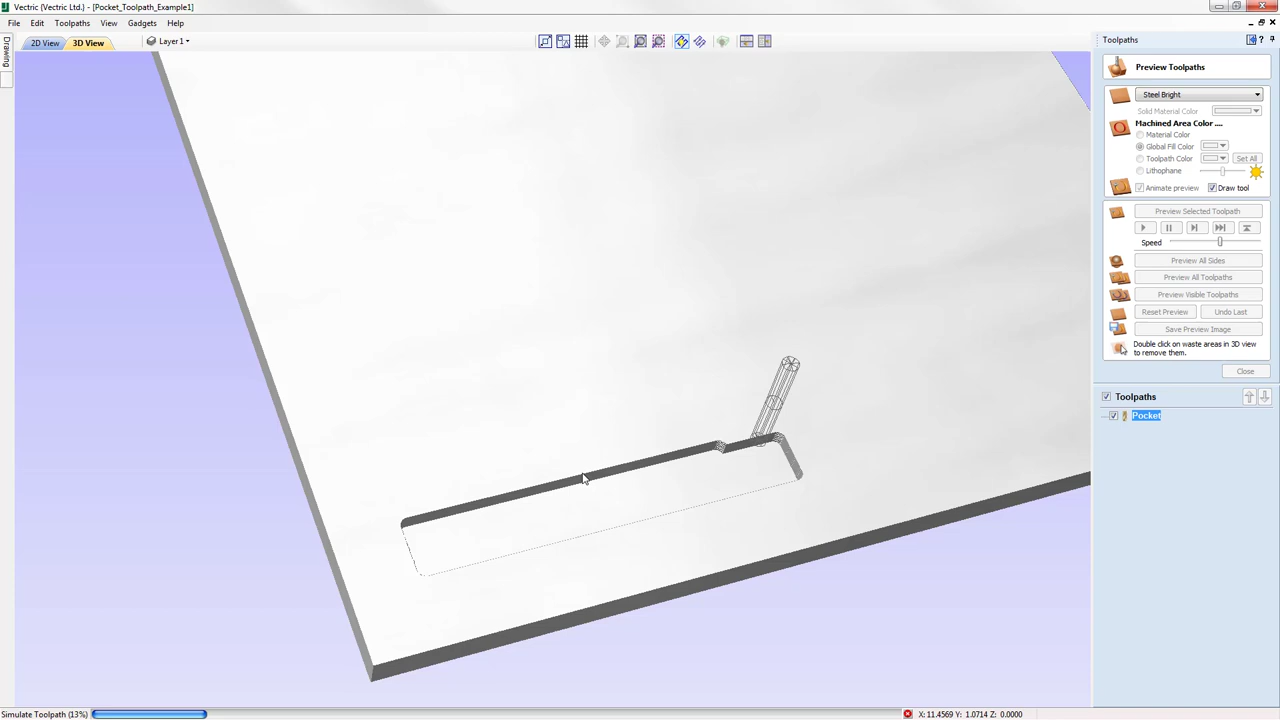 Vectric (Vectric Ltd.) - [Pocket_Toolpath_Example1]
File Edit Toolpaths View Gadgets Help
2D View 3D View Layer 1
Drawing
Toolpaths
Preview Toolpaths
Steel Bright
Solid Material Color
Machined Area Color ....
Material Color
Global Fill Color
Toolpath Color Set All
Lithophane
Animate preview Draw tool
Preview Selected Toolpath
Speed
Preview All Sides
Preview All Toolpaths
Preview Visible Toolpaths
Reset Preview Undo Last
Save Preview Image
Double click on waste areas in 3D view
to remove them.
Close
Toolpaths
Pocket
Simulate Toolpath (13%) X: 11.4569 Y: 1.0714 Z: 0.0000